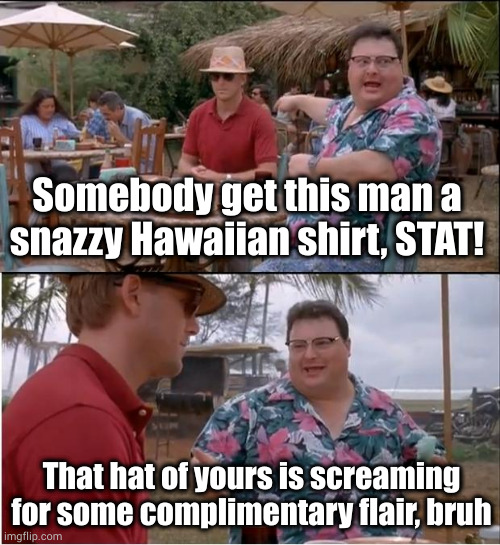 Somebody get this man a
snazzy Hawaiian shirt, STAT!
That hat of yours is screaming
for some complimentary flair, bruh
imgflip.com